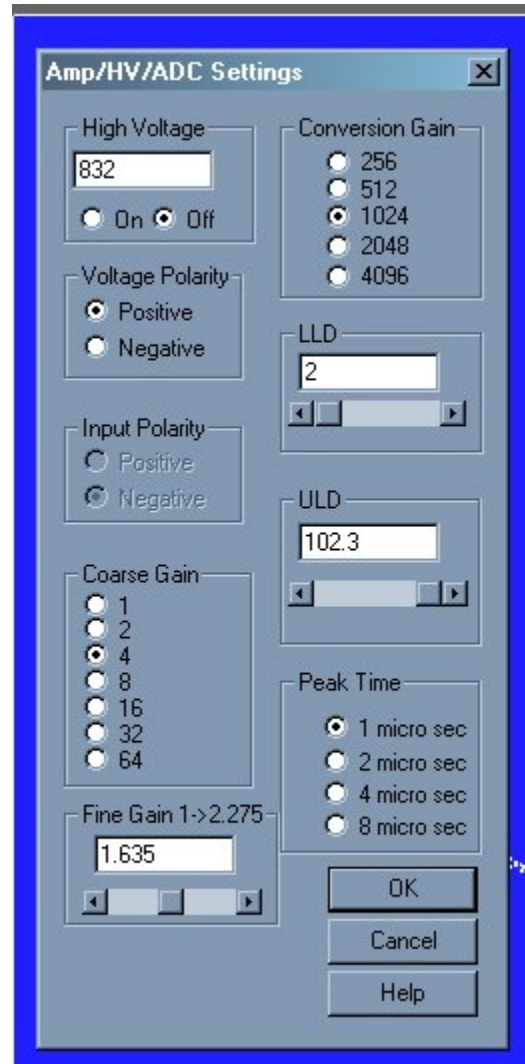 Amp/HV/ADC Settings
High Voltage
832
On Off
Voltage Polarity
Positive
Negative
Input Polarity
Positive
Negative
Coarse Gain
1
2
4
8
16
32
64
Fine Gain 1->2.275
1.635
Conversion Gain
256
512
1024
2048
4096
LLD
2
ULD
102.3
Peak Time
1 micro sec
2 micro sec
4 micro sec
8 micro sec
OK
Cancel
Help